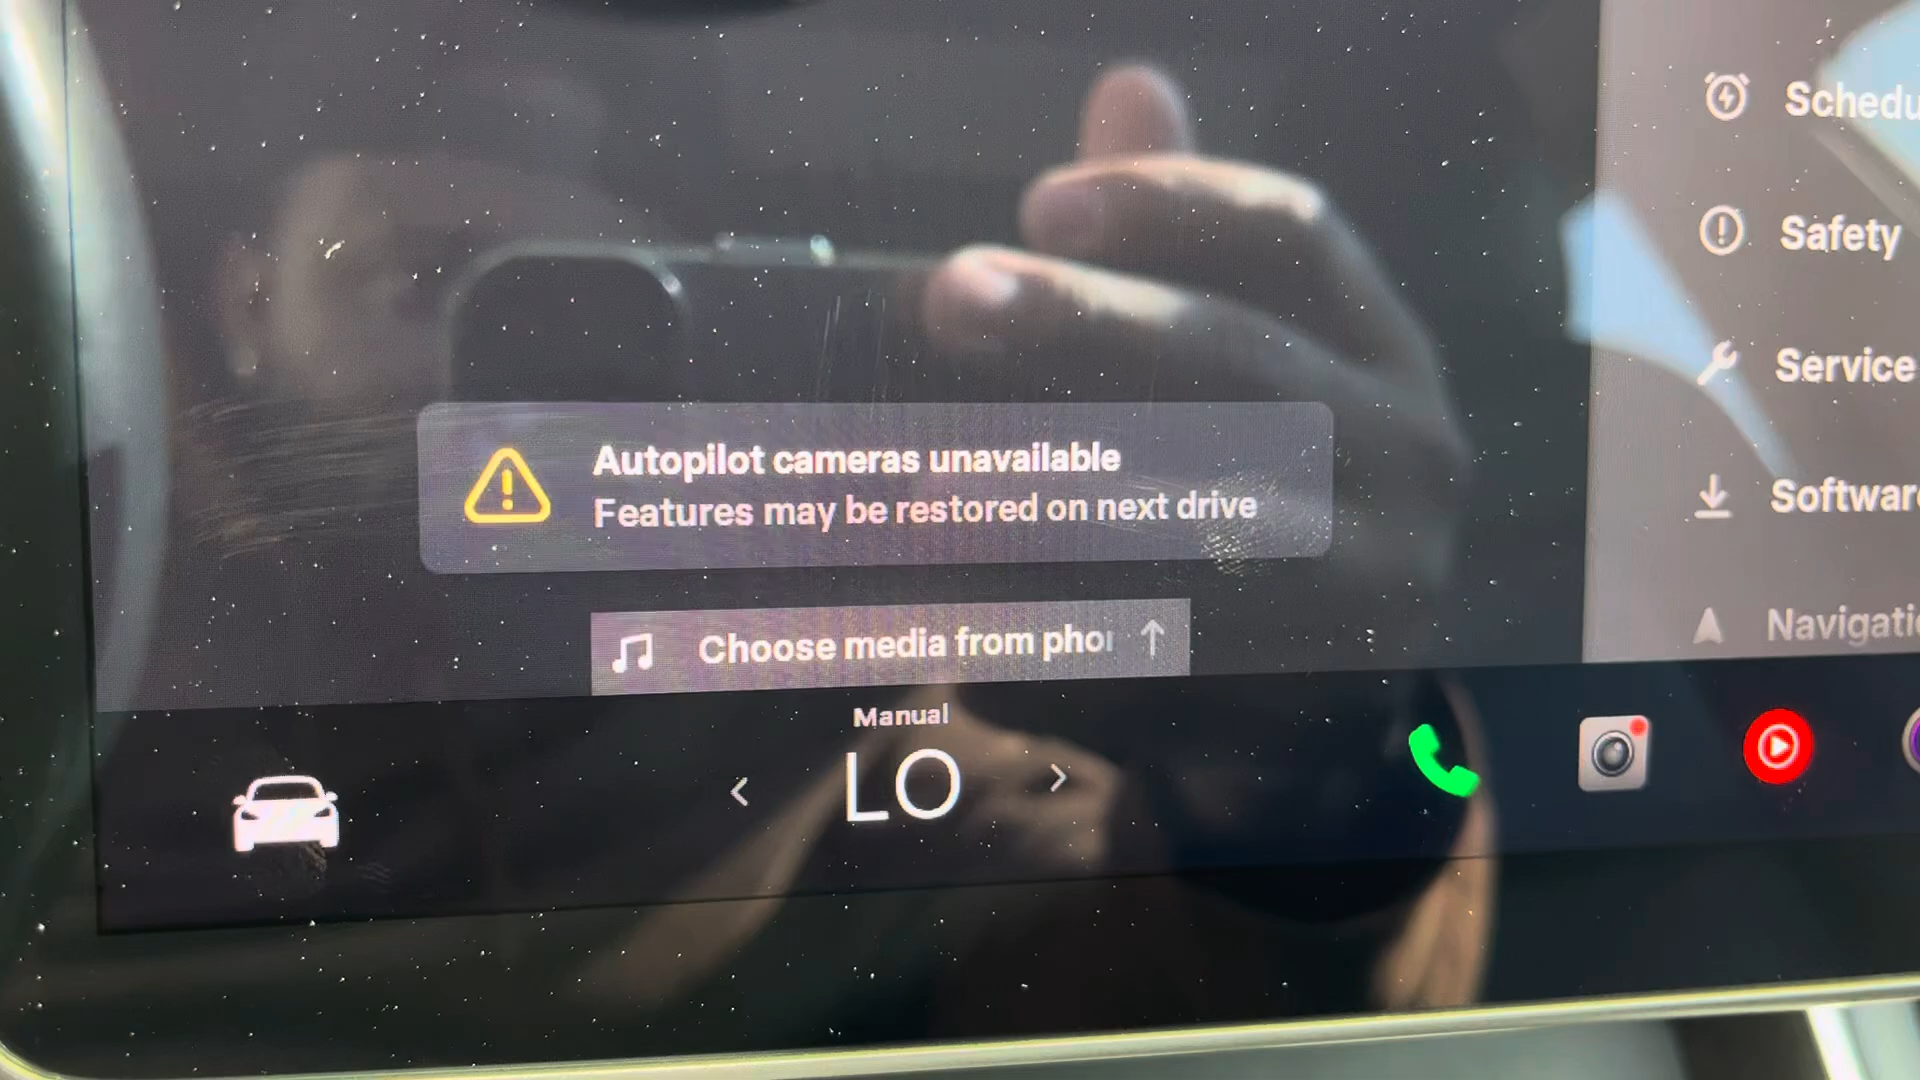 Schedu
Safety
Service
Softwar
Navigati
Autopilot cameras unavailable
Features may be restored on next drive
Choose media from pho
Manual
LO